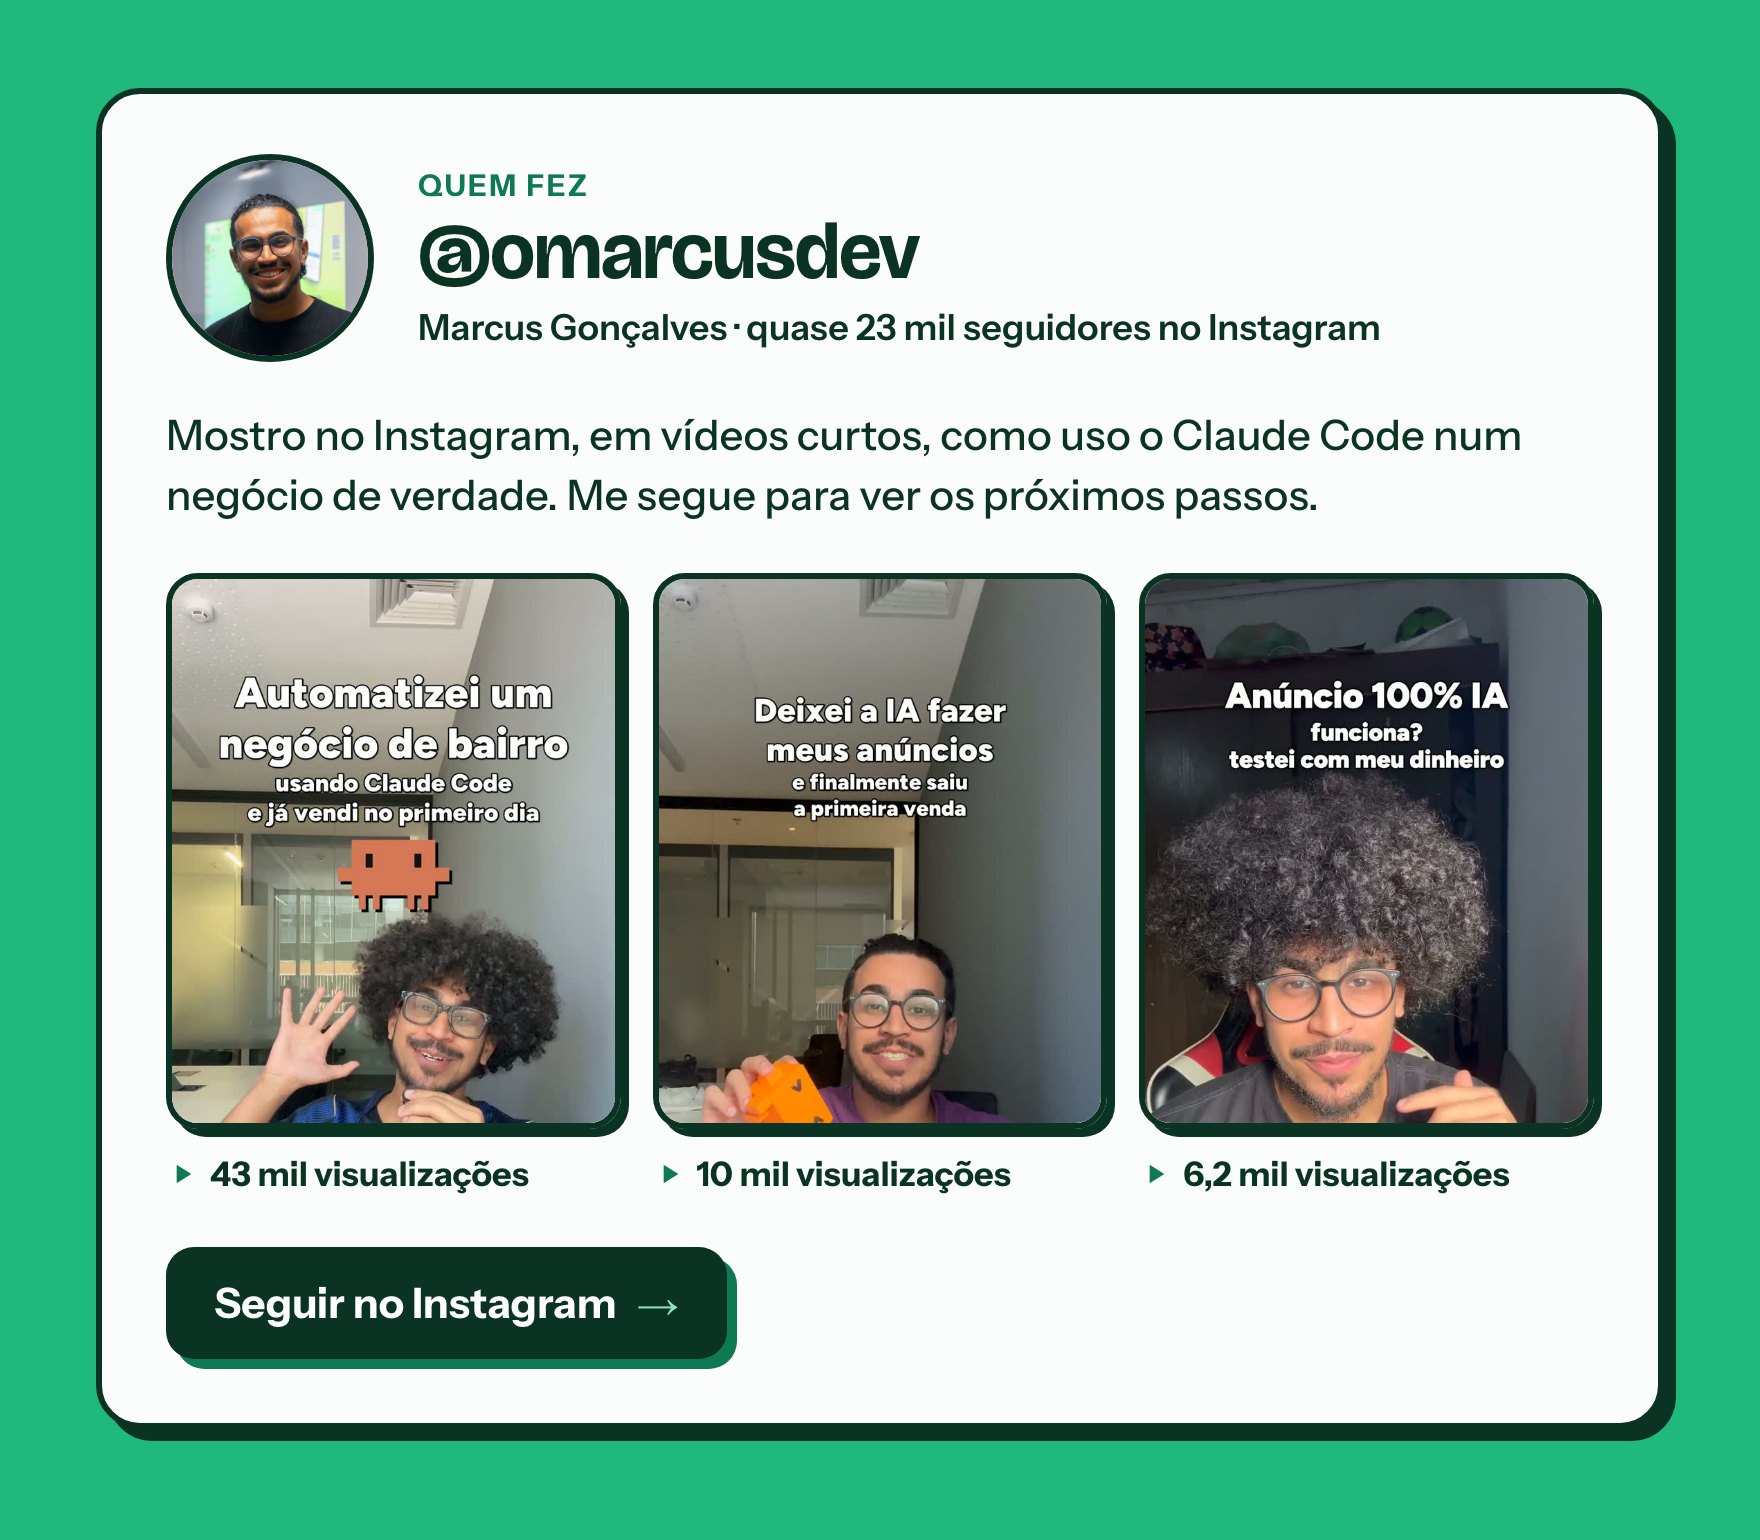 QUEM FEZ
@omarcusdev
Marcus Gonçalves · quase 23 mil seguidores no Instagram
Mostro no Instagram, em vídeos curtos, como uso o Claude Code num
negócio de verdade. Me segue para ver os próximos passos.
Automatizei um
negócio de bairro
usando Claude Code
e já vendi no primeiro dia
Deixei a IA fazer
meus anúncios
e finalmente saiu
a primeira venda
Anúncio 100% IA
funciona?
testei com meu dinheiro
43 mil visualizações
10 mil visualizações
6,2 mil visualizações
Seguir no Instagram →